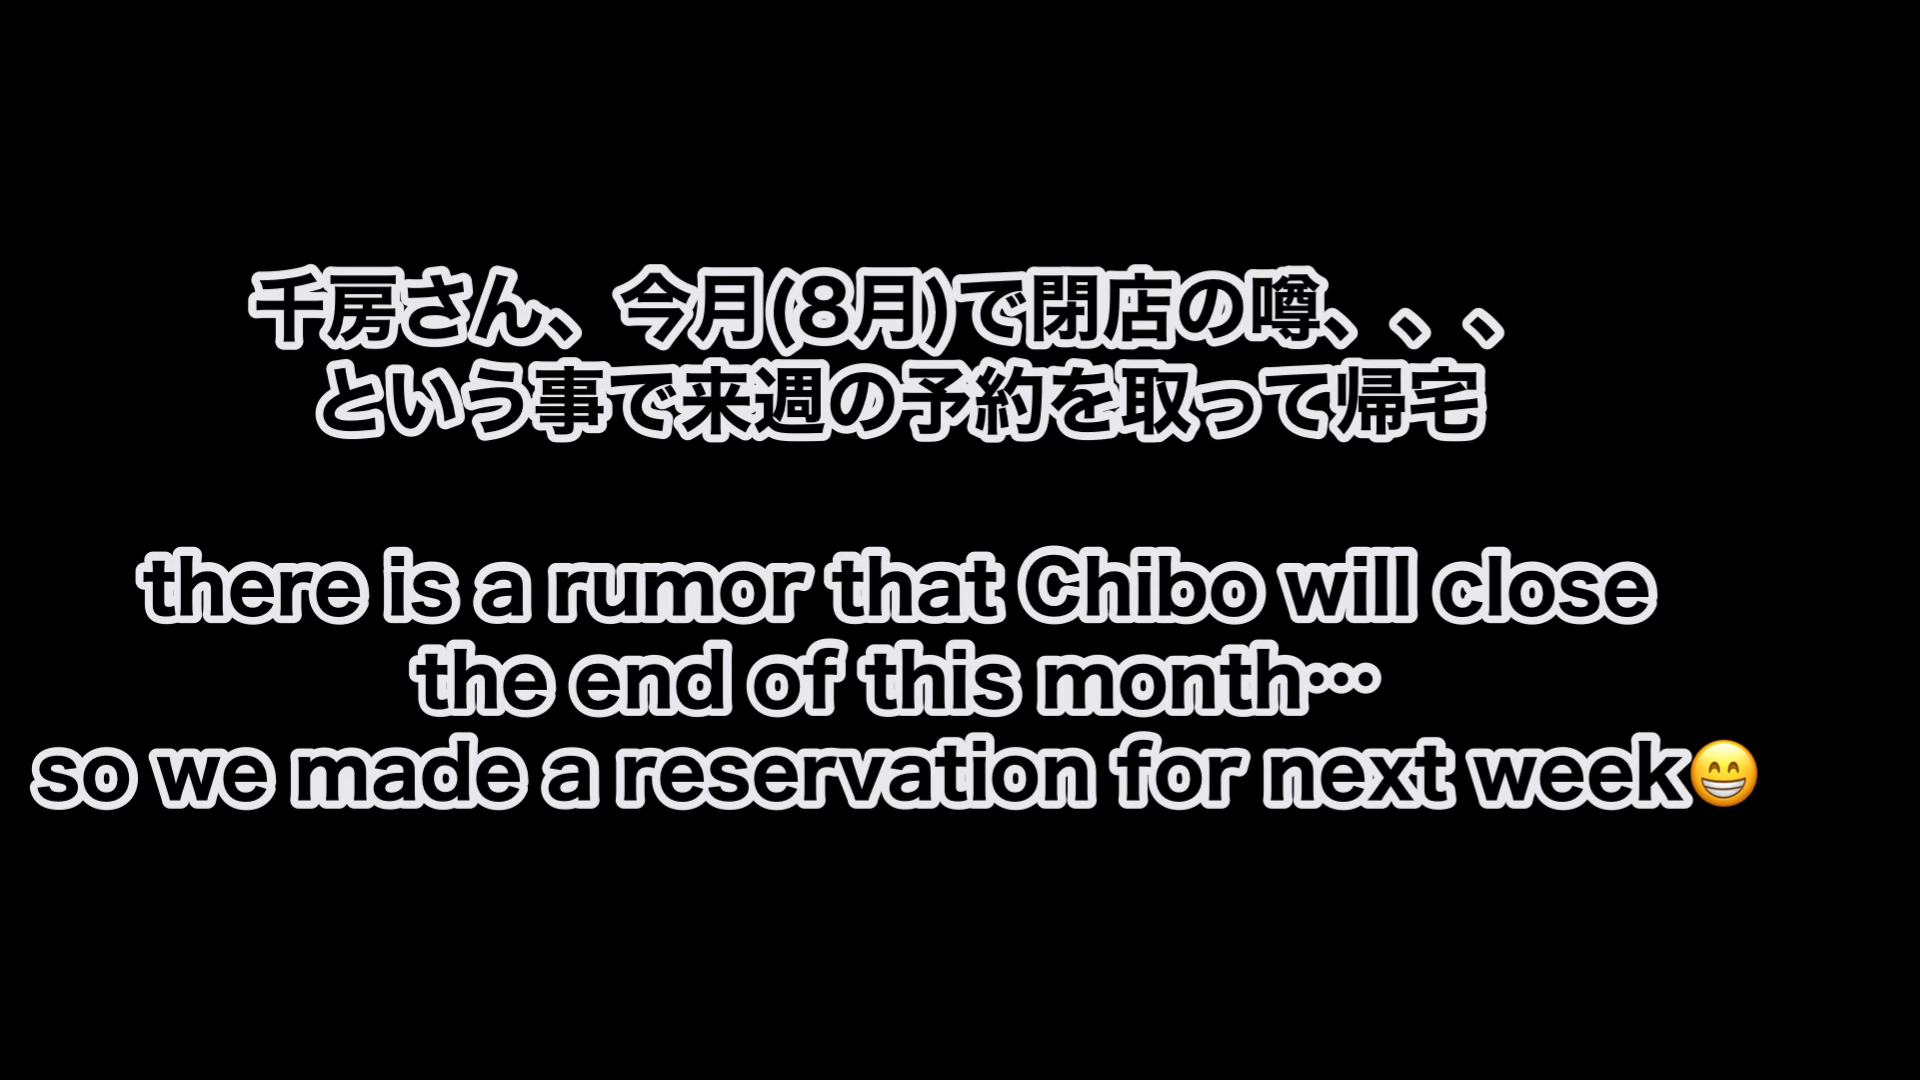 千房さん、今月(8月)で閉店の噂、、、
という事で来週の予約を取って帰宅
there is a rumor that Chibo will close
the end of this month…
so we made a reservation for next week😁